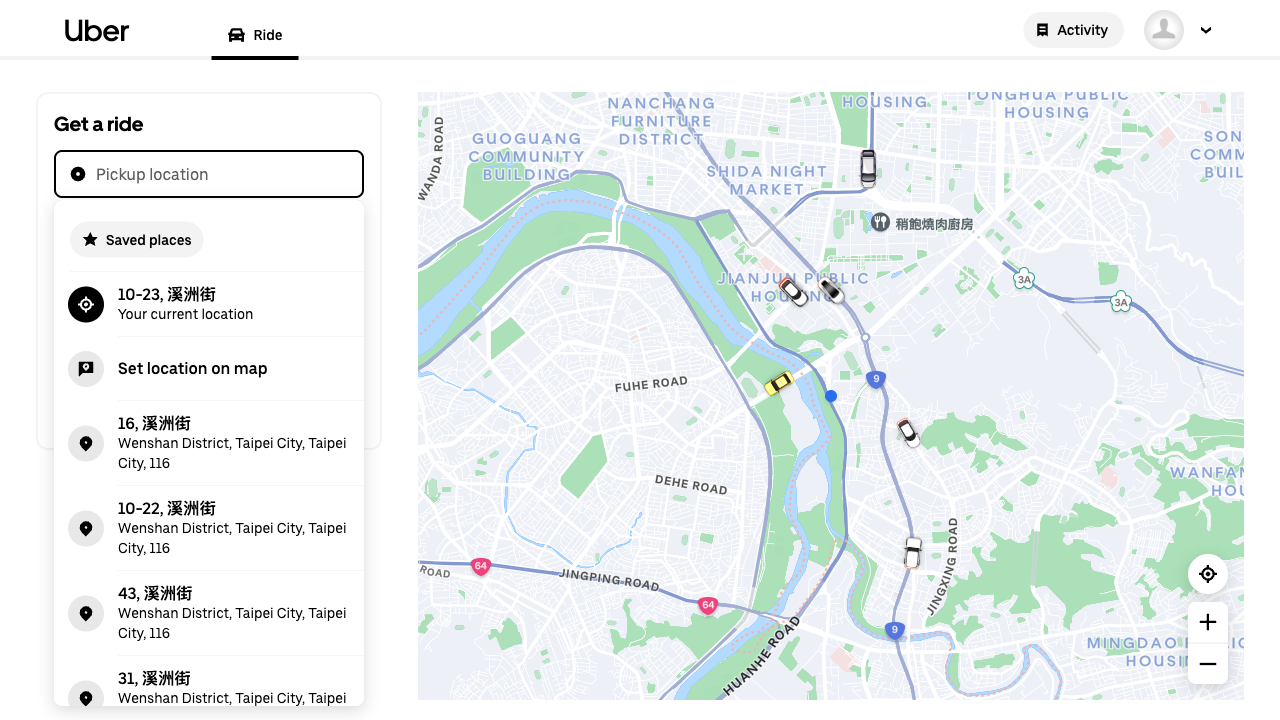 Uber
Ride
Activity
Get a ride
Pickup location
Saved places
10-23, 溪洲街
Your current location
Set location on map
16, 溪洲街
Wenshan District, Taipei City, Taipei
City, 116
10-22, 溪洲街
Wenshan District, Taipei City, Taipei
City, 116
43, 溪洲街
Wenshan District, Taipei City, Taipei
City, 116
31, 溪洲街
Wenshan District, Taipei City, Taipei
WANDA ROAD
GUOGUANG
COMMUNITY
BUILDING
NANCHANG
FURNITURE
DISTRICT
HOUSING
TONGHUA PUBLIC
HOUSING
SON
COMM
BUIL
SHIDA NIGHT
MARKET
稍飽燒肉廚房
JIANJUN PUBLIC
HOUSING
3A
3A
9
FUHE ROAD
DEHE ROAD
WANFAN
HOU
ROAD
64
JINGPING ROAD
64
JINGXING ROAD
9
HUANHE ROAD
MINGDAO
HOUSIN